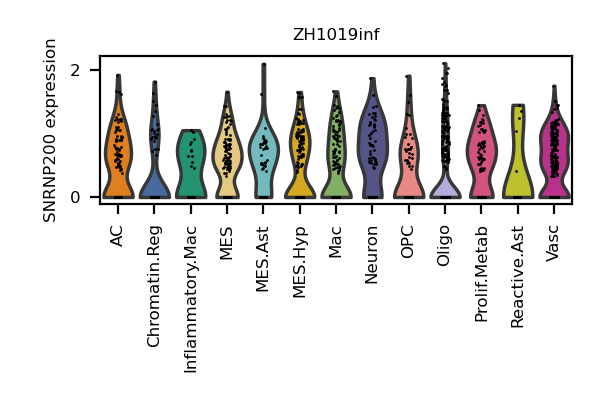 ZH1019inf
SNRNP200 expression
2
0
AC
Chromatin.Reg
Inflammatory.Mac
MES
MES.Ast
MES.Hyp
Mac
Neuron
OPC
Oligo
Prolif.Metab
Reactive.Ast
Vasc